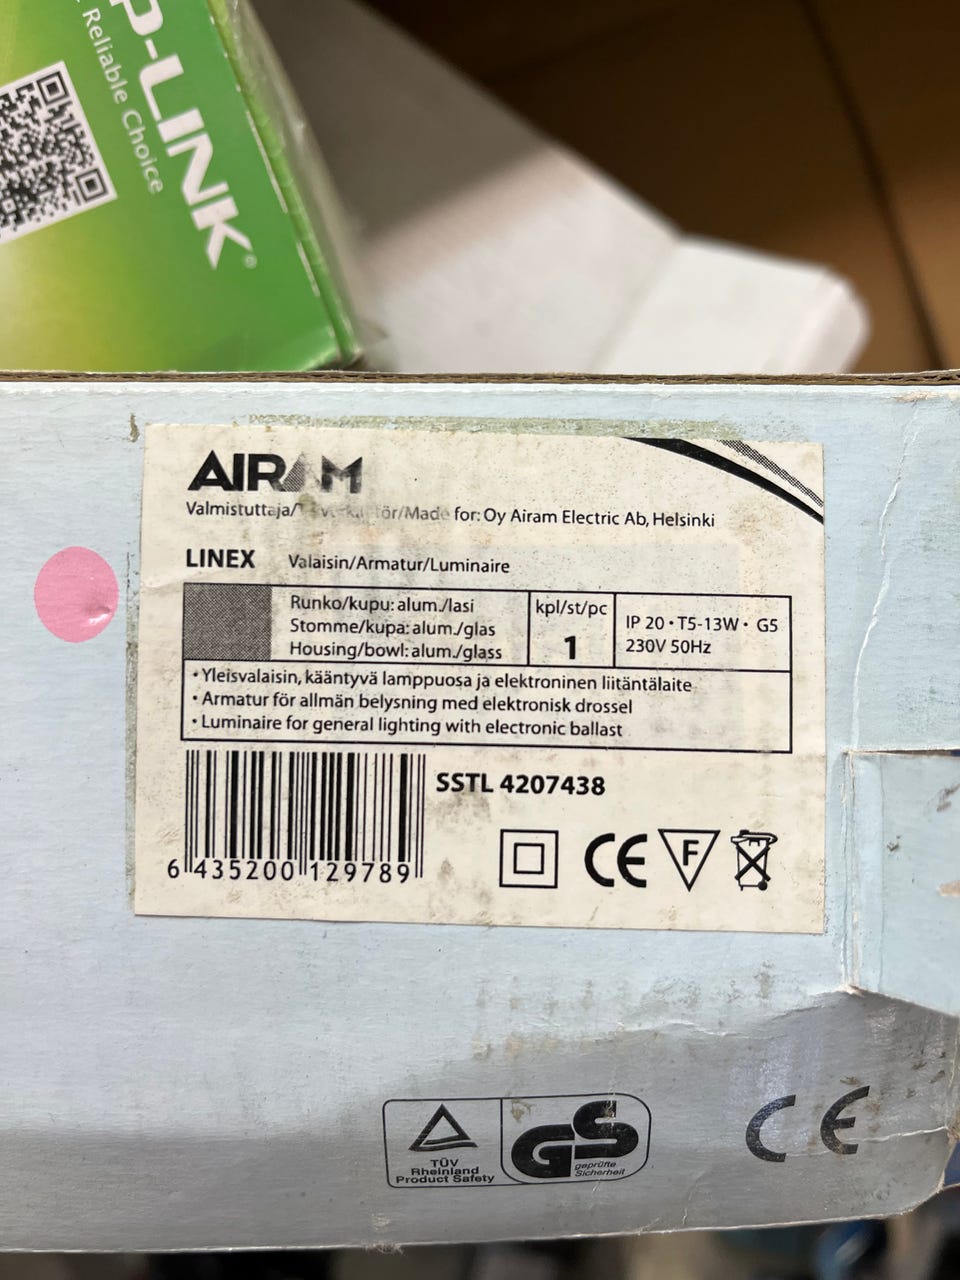 P-LINK®
Reliable Choice
AIRAM
Valmistuttaja/ ör/Made for: Oy Airam Electric Ab, Helsinki
LINEX Valaisin/Armatur/Luminaire
Runko/kupu: alum./lasi
Stomme/kupa: alum./glas
Housing/bowl: alum./glass
kpl/st/pc
1
IP 20 • T5-13W • G5
230V 50Hz
• Yleisvalaisin, kääntyvä lamppuosa ja elektroninen liitäntälaite
• Armatur för allmän belysning med elektronisk drossel
• Luminaire for general lighting with electronic ballast
SSTL 4207438
6 435200 129789
CE F
TÜV
Rheinland
Product Safety
GS
geprüfte
Sicherheit
CE